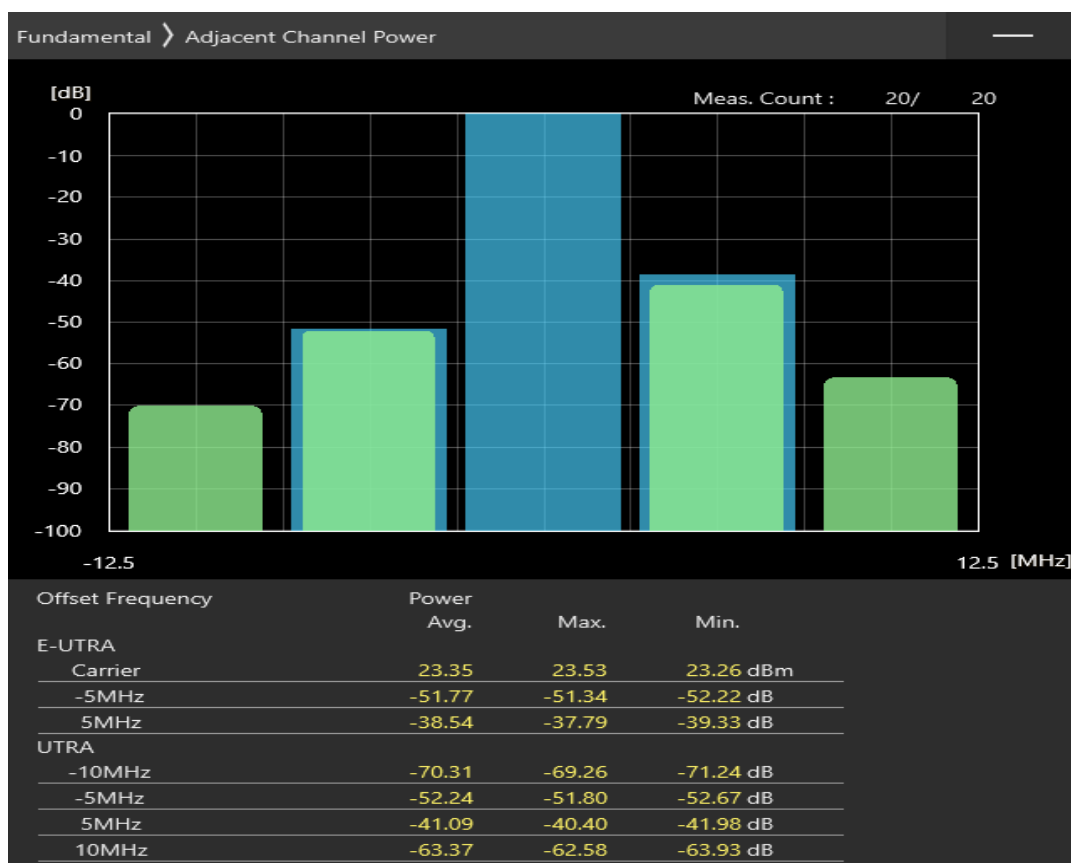 Fundamental ❯ Adjacent Channel Power
[dB]
Meas. Count : 20/ 20
0
-10
-20
-30
-40
-50
-60
-70
-80
-90
-100
-12.5 12.5 [MHz]
Offset Frequency Power
Avg. Max. Min.
E-UTRA
Carrier 23.35 23.53 23.26 dBm
-5MHz -51.77 -51.34 -52.22 dB
5MHz -38.54 -37.79 -39.33 dB
UTRA
-10MHz -70.31 -69.26 -71.24 dB
-5MHz -52.24 -51.80 -52.67 dB
5MHz -41.09 -40.40 -41.98 dB
10MHz -63.37 -62.58 -63.93 dB